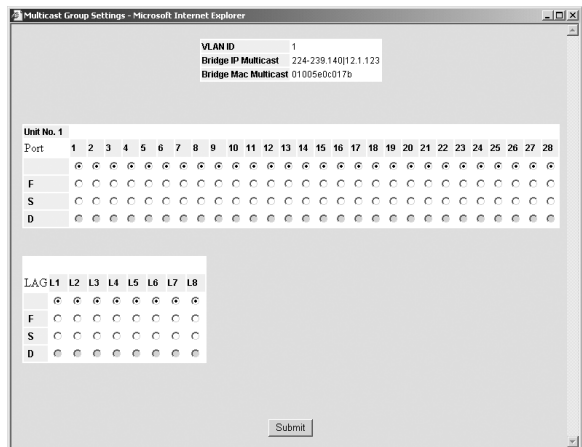 Multicast Group Settings - Microsoft Internet Explorer
VLAN ID 1
Bridge IP Multicast 224-239.140|12.1.123
Bridge Mac Multicast 01005e0c017b
Unit No. 1
Port 1 2 3 4 5 6 7 8 9 10 11 12 13 14 15 16 17 18 19 20 21 22 23 24 25 26 27 28
F
S
D
LAG L1 L2 L3 L4 L5 L6 L7 L8
F
S
D
Submit